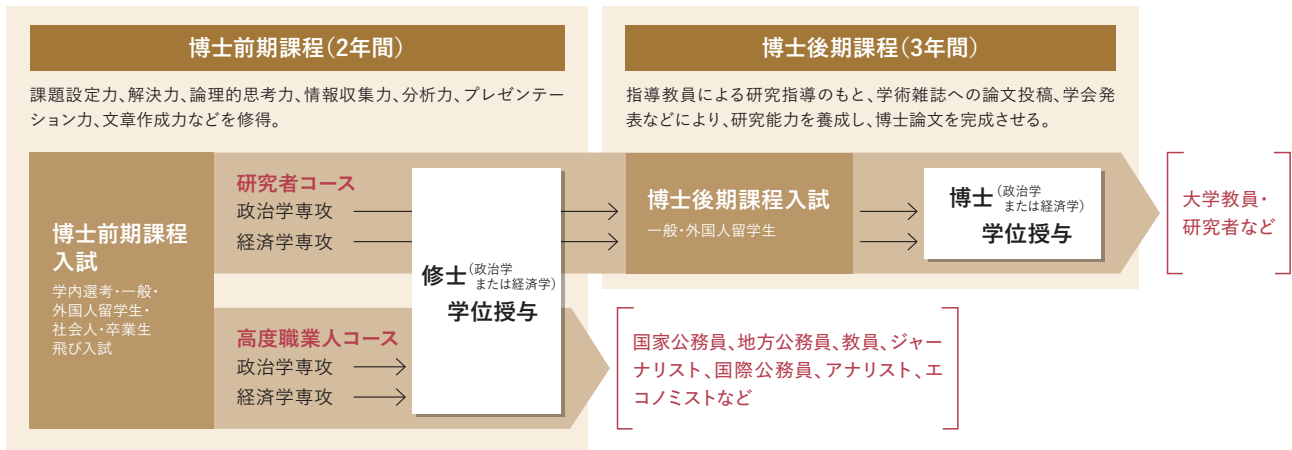 博士前期課程(2年間)
課題設定力、解決力、論理的思考力、情報収集力、分析力、プレゼンテー
ション力、文章作成力などを修得。
博士後期課程(3年間)
指導教員による研究指導のもと、学術雑誌への論文投稿、学会発
表などにより、研究能力を養成し、博士論文を完成させる。
博士前期課程
入試
学内選考・一般・
外国人留学生・
社会人・卒業生
飛び入試
研究者コース
政治学専攻
経済学専攻
高度職業人コース
政治学専攻
経済学専攻
修士(政治学
または経済学)
学位授与
博士後期課程入試
一般・外国人留学生
博士(政治学
または経済学)
学位授与
大学教員・
研究者など
国家公務員、地方公務員、教員、ジャー
ナリスト、国際公務員、アナリスト、エ
コノミストなど